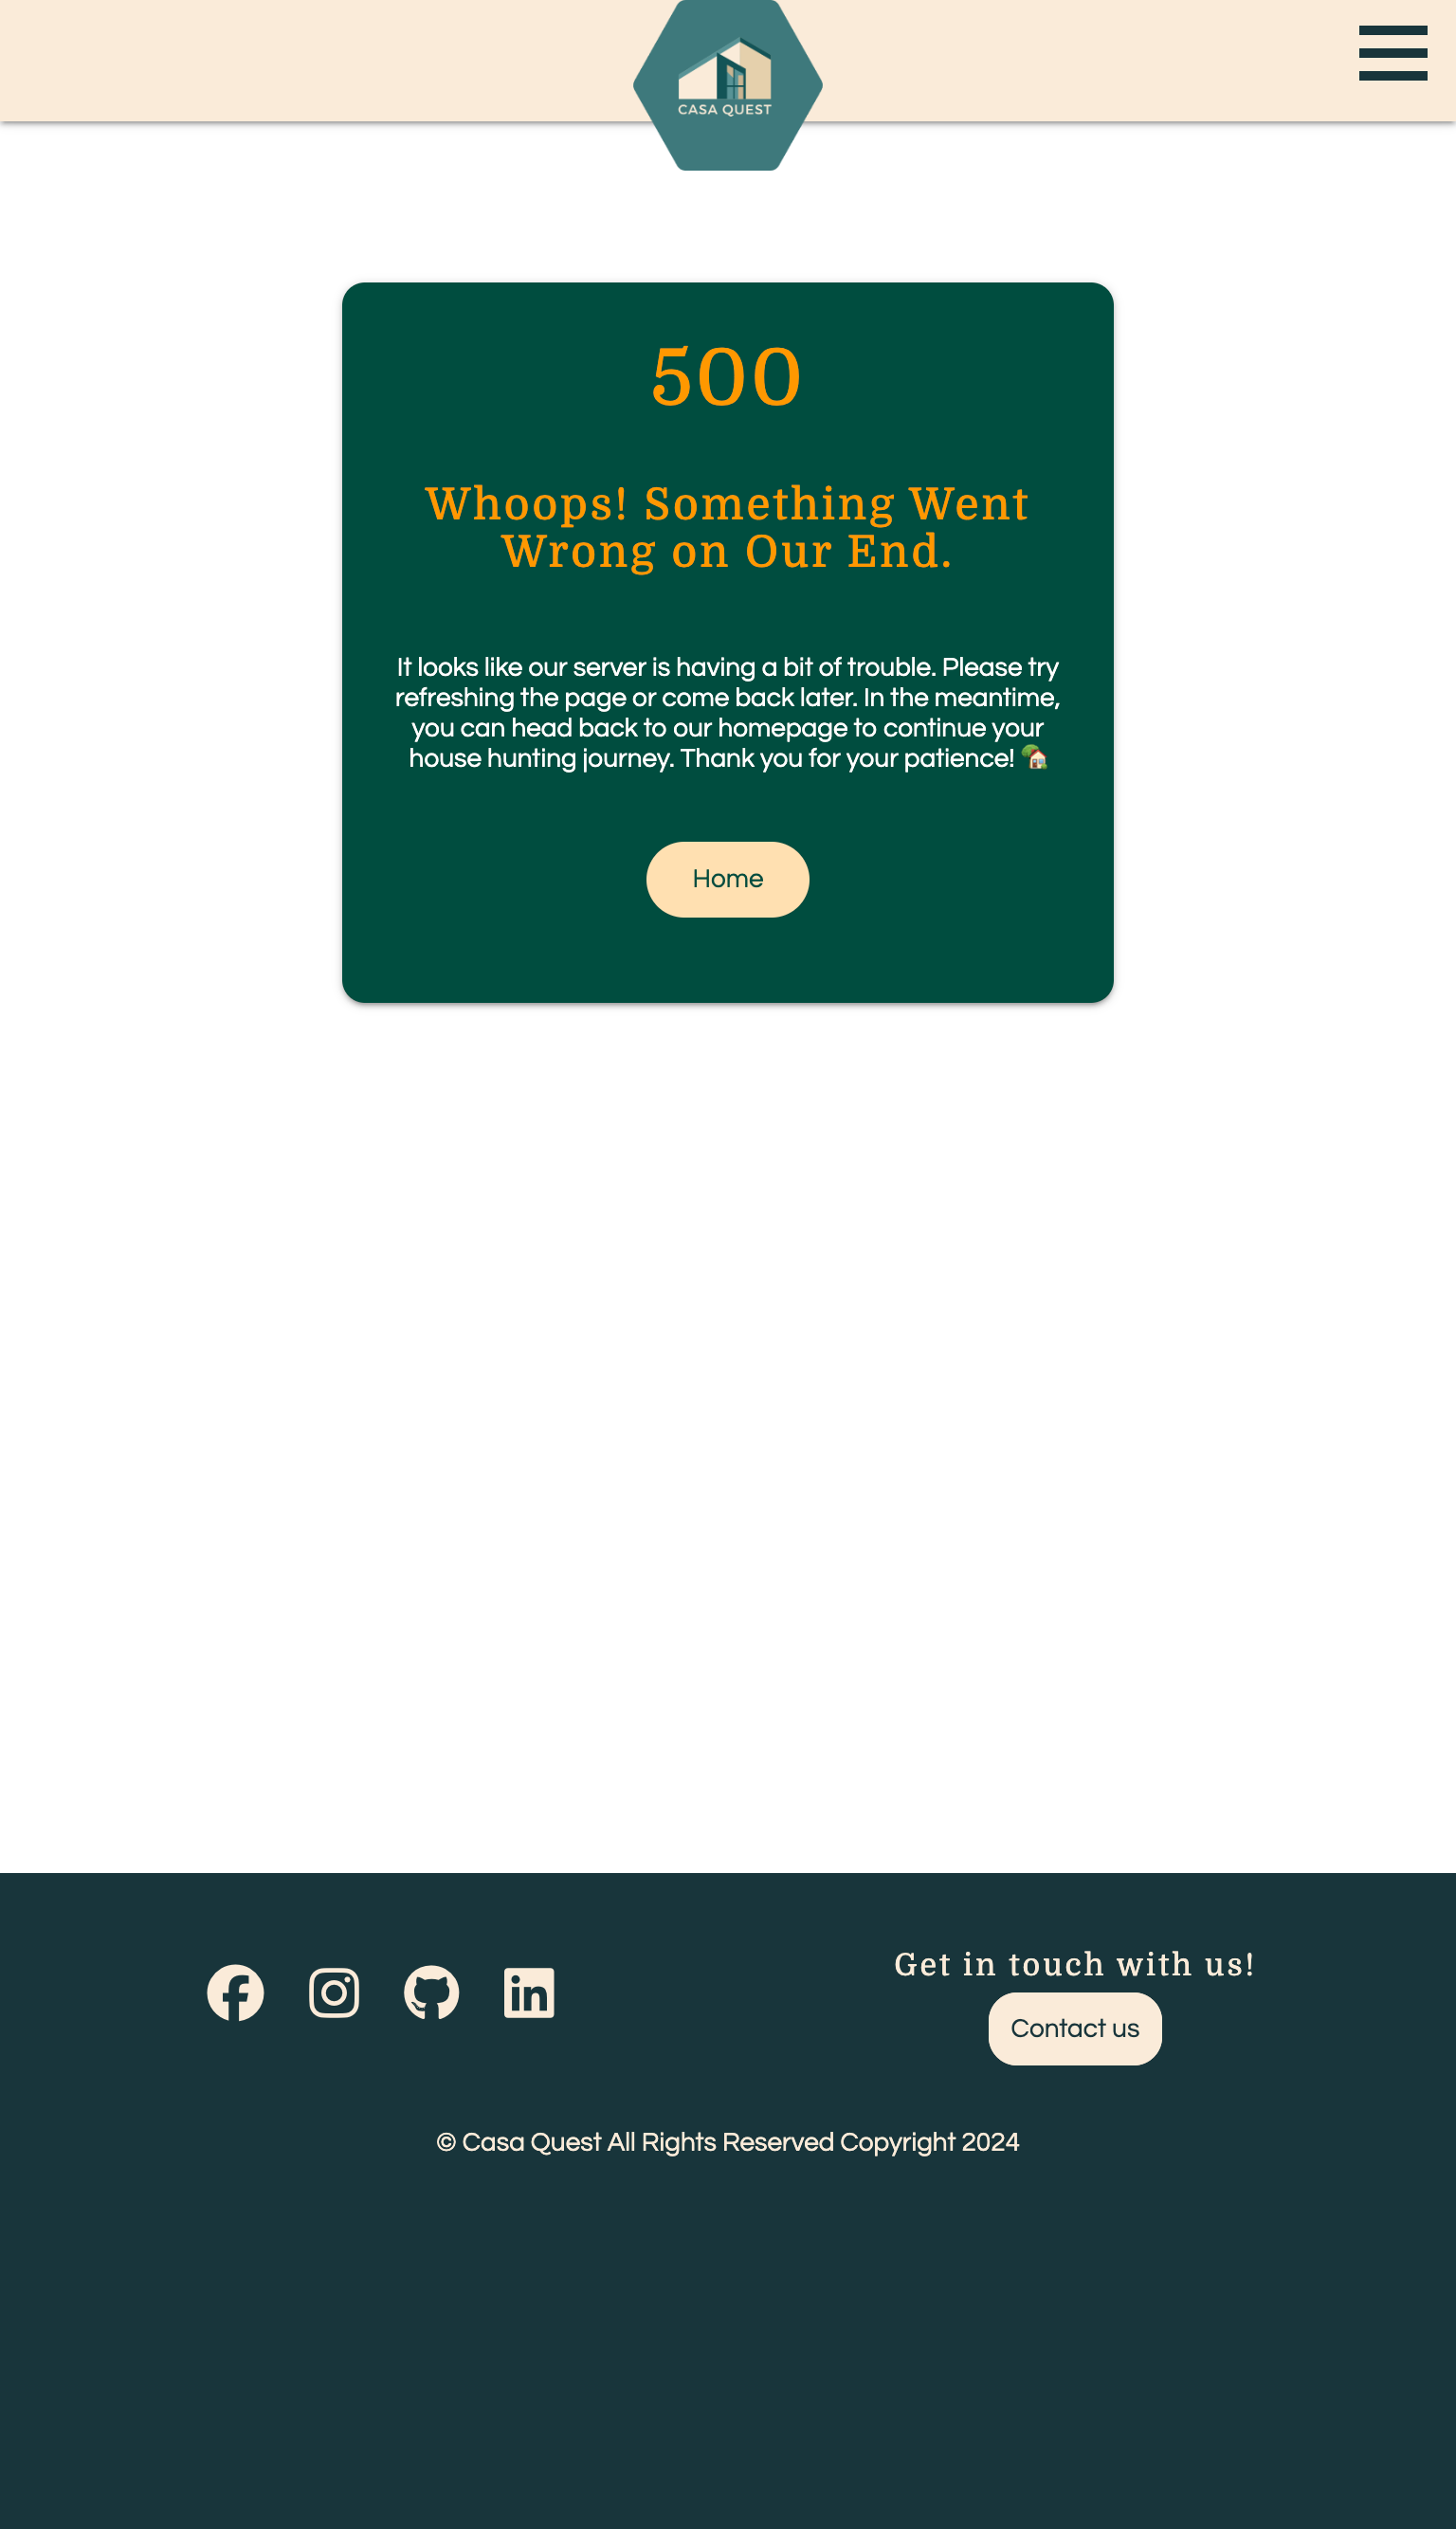 CASA QUEST
500
Whoops! Something Went
Wrong on Our End.
It looks like our server is having a bit of trouble. Please try
refreshing the page or come back later. In the meantime,
you can head back to our homepage to continue your
house hunting journey. Thank you for your patience! 🏡
Home
Get in touch with us!
Contact us
© Casa Quest All Rights Reserved Copyright 2024